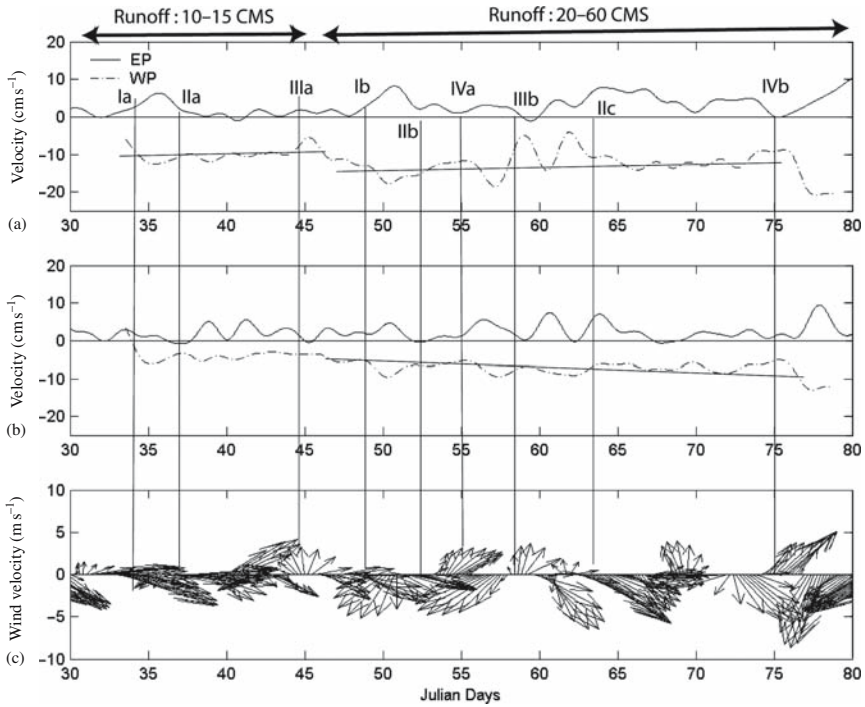 Runoff : 10–15 CMS Runoff : 20–60 CMS
20
10
0
−10
−20
Velocity (cms⁻¹)
EP
WP
Ia IIa IIIa Ib IIb IVa IIIb IIc IVb
(a)
30 35 40 45 50 55 60 65 70 75 80
20
10
0
−10
−20
Velocity (cms⁻¹)
(b)
30 35 40 45 50 55 60 65 70 75 80
10
5
0
−5
−10
Wind velocity (ms⁻¹)
(c)
30 35 40 45 50 55 60 65 70 75 80
Julian Days